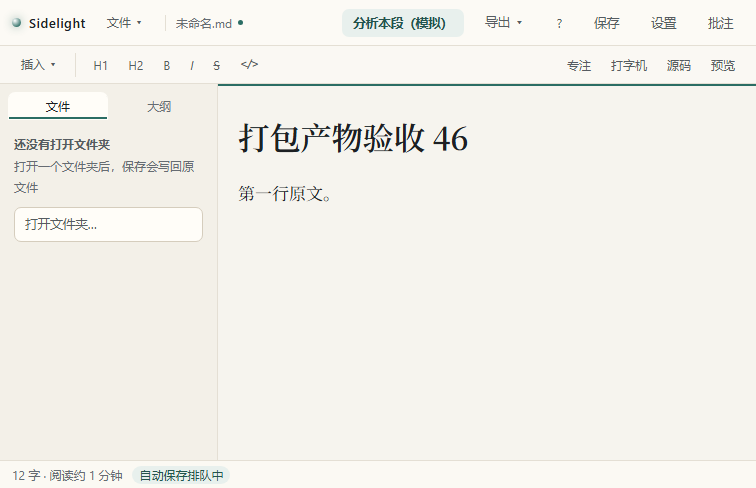 Sidelight 文件 ▾ 未命名.md ● 分析本段（模拟） 导出 ▾ ? 保存 设置 批注
插入 ▾ H1 H2 B I S </> 专注 打字机 源码 预览
文件 大纲
还没有打开文件夹
打开一个文件夹后，保存会写回原
文件
打开文件夹...
打包产物验收 46
第一行原文。
12 字 · 阅读约 1 分钟 自动保存排队中